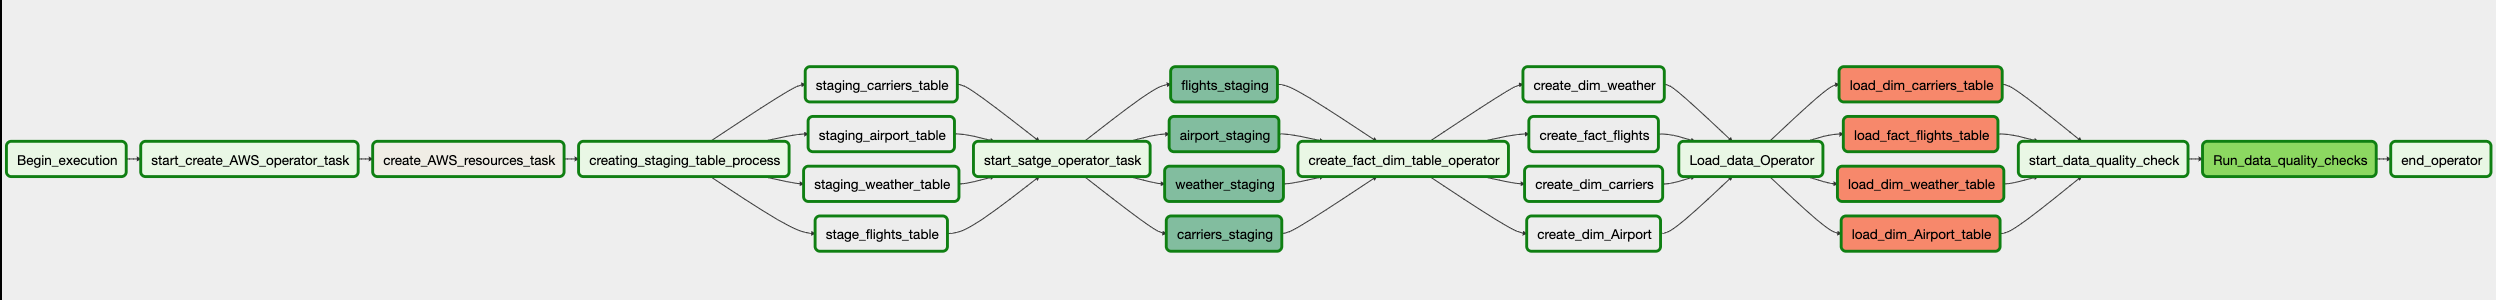 Begin_execution
start_create_AWS_operator_task
create_AWS_resources_task
creating_staging_table_process
staging_carriers_table
staging_airport_table
staging_weather_table
stage_flights_table
start_satge_operator_task
flights_staging
airport_staging
weather_staging
carriers_staging
create_fact_dim_table_operator
create_dim_weather
create_fact_flights
create_dim_carriers
create_dim_Airport
Load_data_Operator
load_dim_carriers_table
load_fact_flights_table
load_dim_weather_table
load_dim_Airport_table
start_data_quality_check
Run_data_quality_checks
end_operator